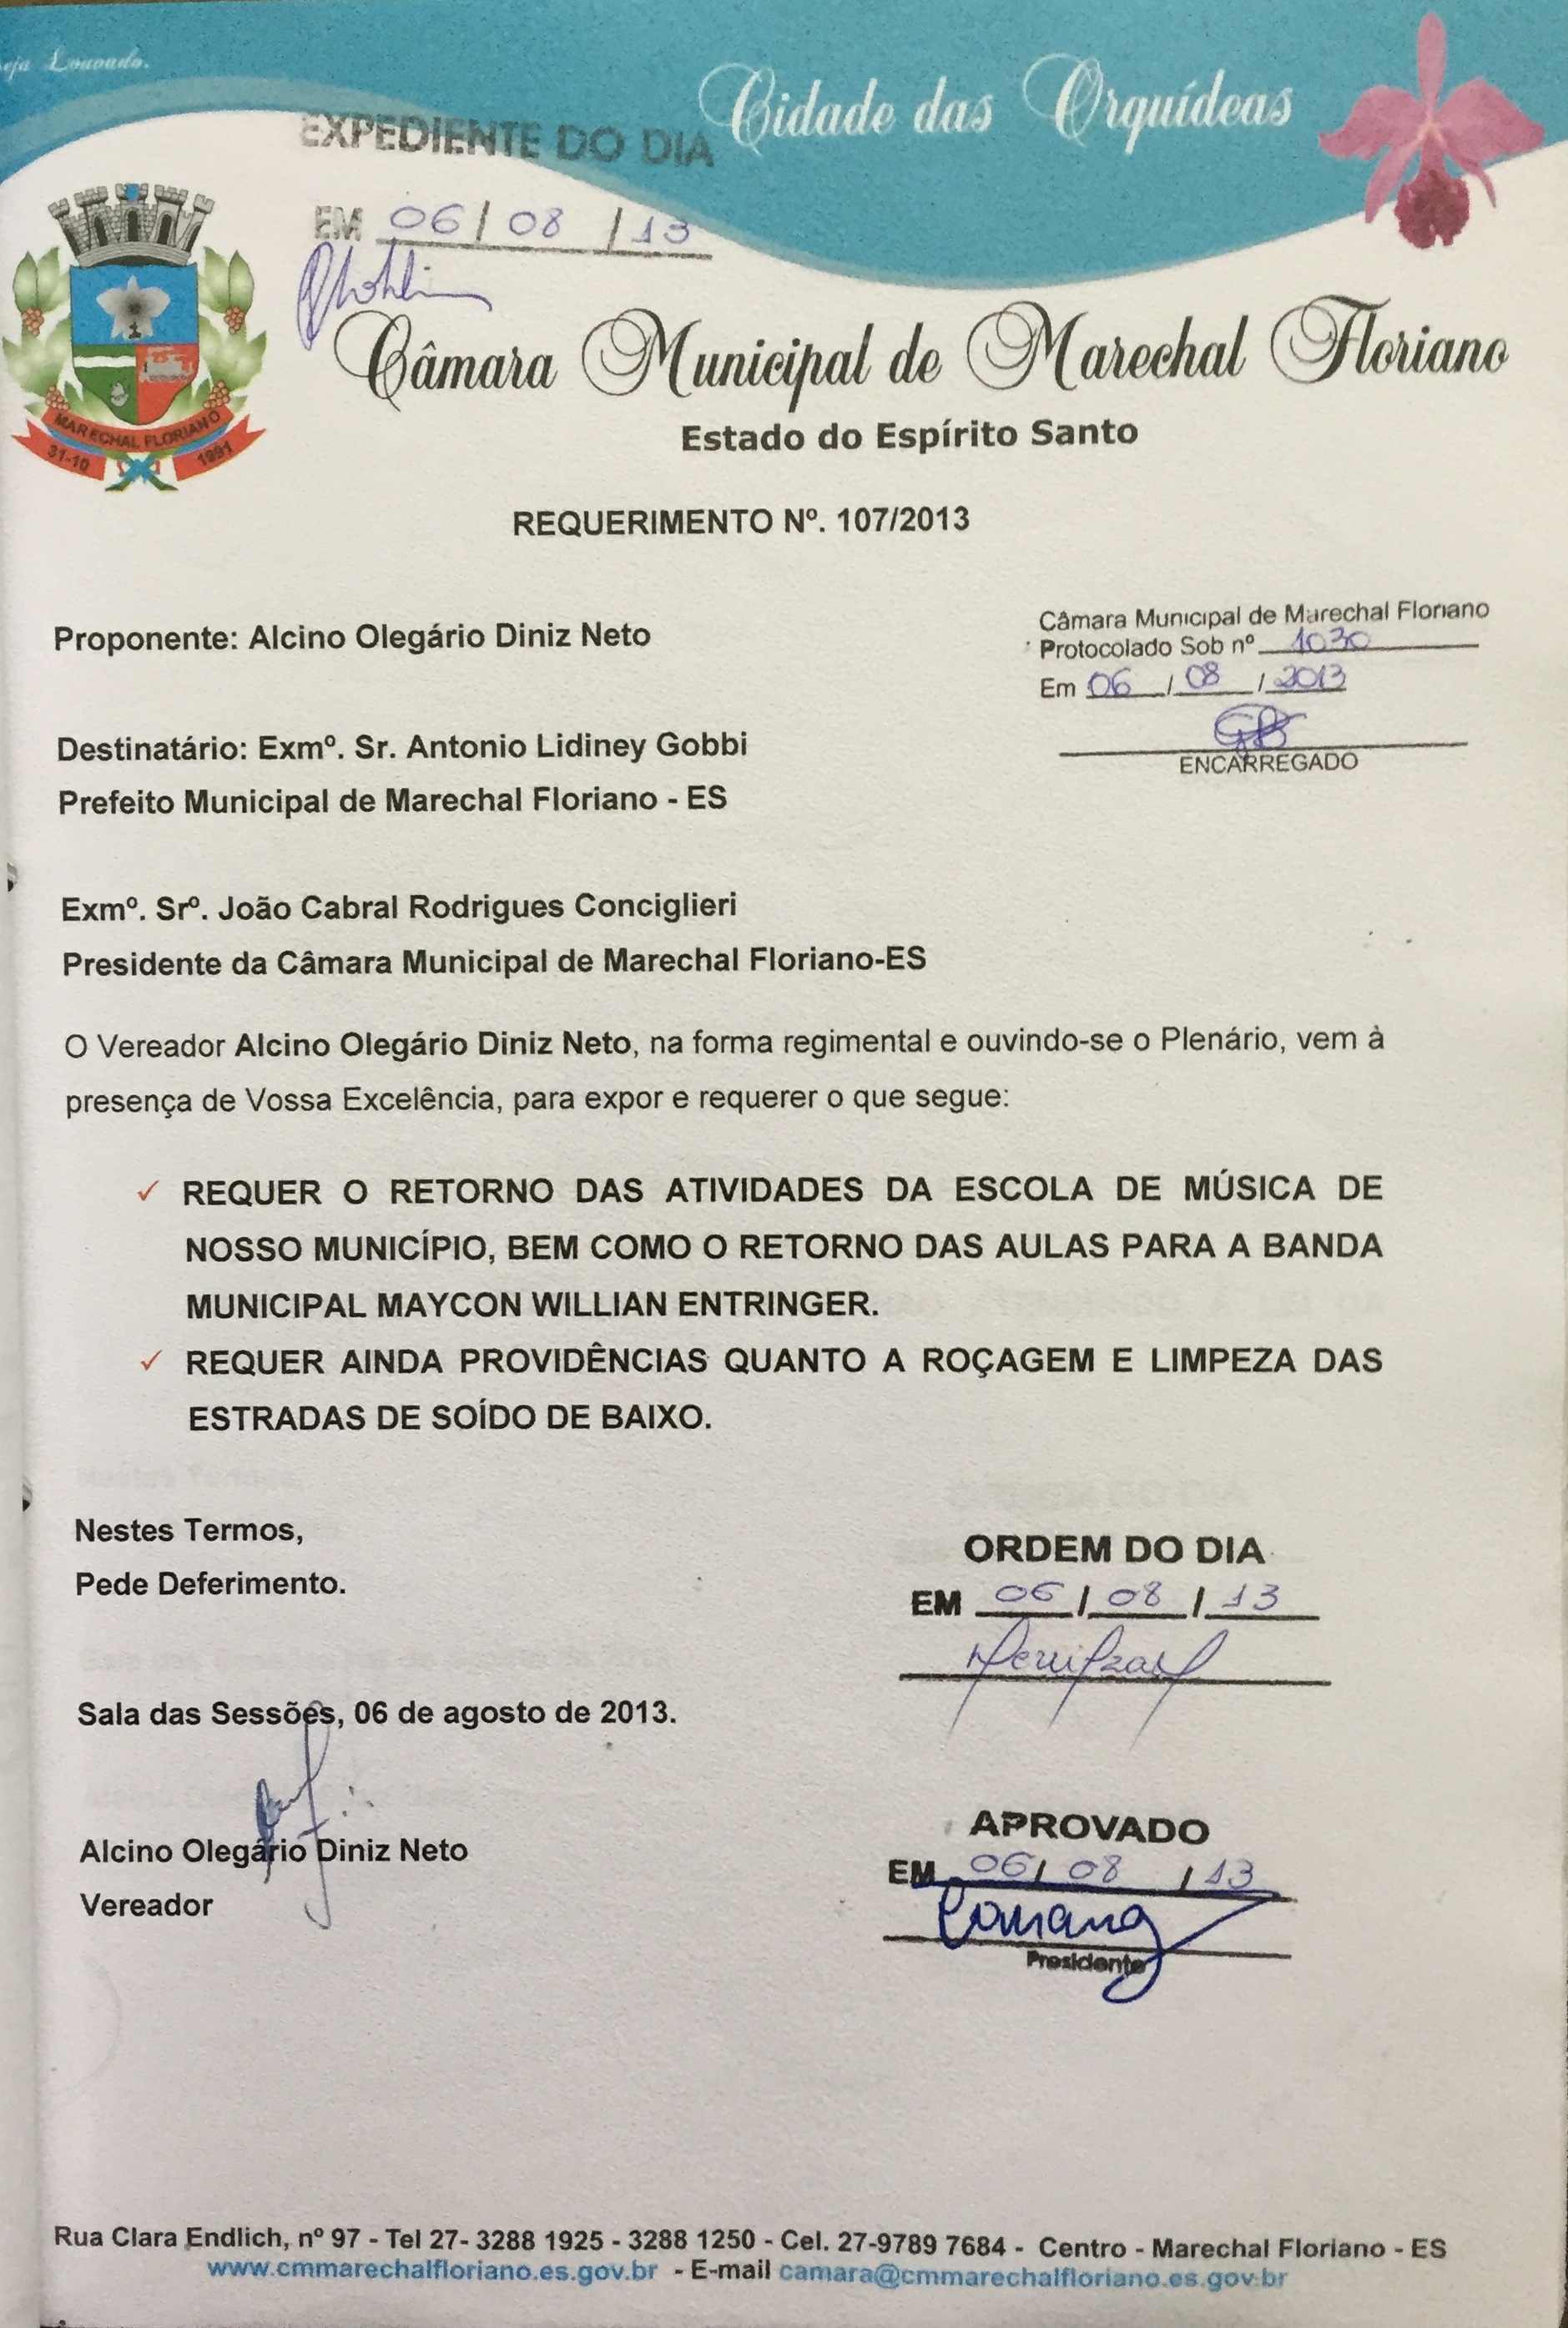 eja Louvado.
Cidade das Orquídeas
EXPEDIENTE DO DIA
EM 06/08/13
MARECHAL FLORIANO
31-10 1991
Câmara Municipal de Marechal Floriano
Estado do Espírito Santo
REQUERIMENTO Nº. 107/2013
Proponente: Alcino Olegário Diniz Neto
Câmara Municipal de Marechal Floriano
Protocolado Sob nº 1030
Em 06/08/2013
ENCARREGADO
Destinatário: Exmº. Sr. Antonio Lidiney Gobbi
Prefeito Municipal de Marechal Floriano - ES
Exmº. Srº. João Cabral Rodrigues Conciglieri
Presidente da Câmara Municipal de Marechal Floriano-ES
O Vereador Alcino Olegário Diniz Neto, na forma regimental e ouvindo-se o Plenário, vem à
presença de Vossa Excelência, para expor e requerer o que segue:
✓ REQUER O RETORNO DAS ATIVIDADES DA ESCOLA DE MÚSICA DE
NOSSO MUNICÍPIO, BEM COMO O RETORNO DAS AULAS PARA A BANDA
MUNICIPAL MAYCON WILLIAN ENTRINGER.
✓ REQUER AINDA PROVIDÊNCIAS QUANTO A ROÇAGEM E LIMPEZA DAS
ESTRADAS DE SOÍDO DE BAIXO.
Nestes Termos,
Pede Deferimento.
ORDEM DO DIA
EM 06/08/13
Sala das Sessões, 06 de agosto de 2013.
Alcino Olegário Diniz Neto
Vereador
APROVADO
EM 06/08/13
Presidente
Rua Clara Endlich, nº 97 - Tel 27- 3288 1925 - 3288 1250 - Cel. 27-9789 7684 - Centro - Marechal Floriano - ES
www.cmmarechalfloriano.es.gov.br - E-mail camara@cmmarechalfloriano.es.gov.br